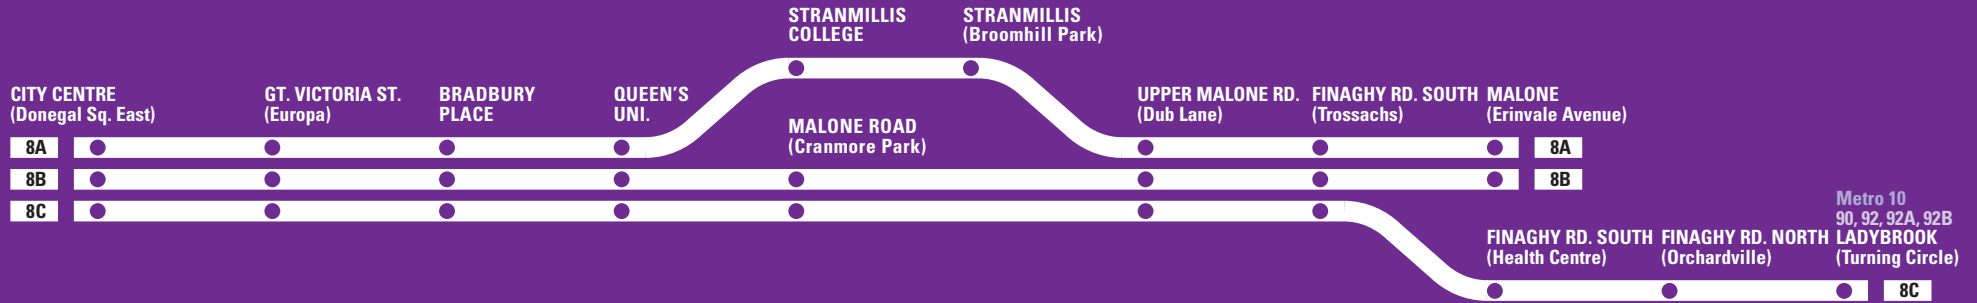 STRANMILLIS
COLLEGE
STRANMILLIS
(Broomhill Park)
CITY CENTRE
(Donegal Sq. East)
GT. VICTORIA ST.
(Europa)
BRADBURY
PLACE
QUEEN'S
UNI.
MALONE ROAD
(Cranmore Park)
UPPER MALONE RD.
(Dub Lane)
FINAGHY RD. SOUTH
(Trossachs)
MALONE
(Erinvale Avenue)
8A
8A
8B
8B
8C
Metro 10
90, 92, 92A, 92B
FINAGHY RD. SOUTH
(Health Centre)
FINAGHY RD. NORTH
(Orchardville)
LADYBROOK
(Turning Circle)
8C